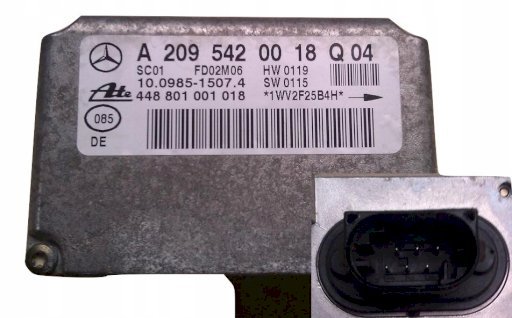 A 209 542 00 18 Q 04
SC01 FD02M06 HW 0119
10.0985-1507.4 SW 0115
Ate 448 801 001 018 *1WV2F25B4H*
085
DE